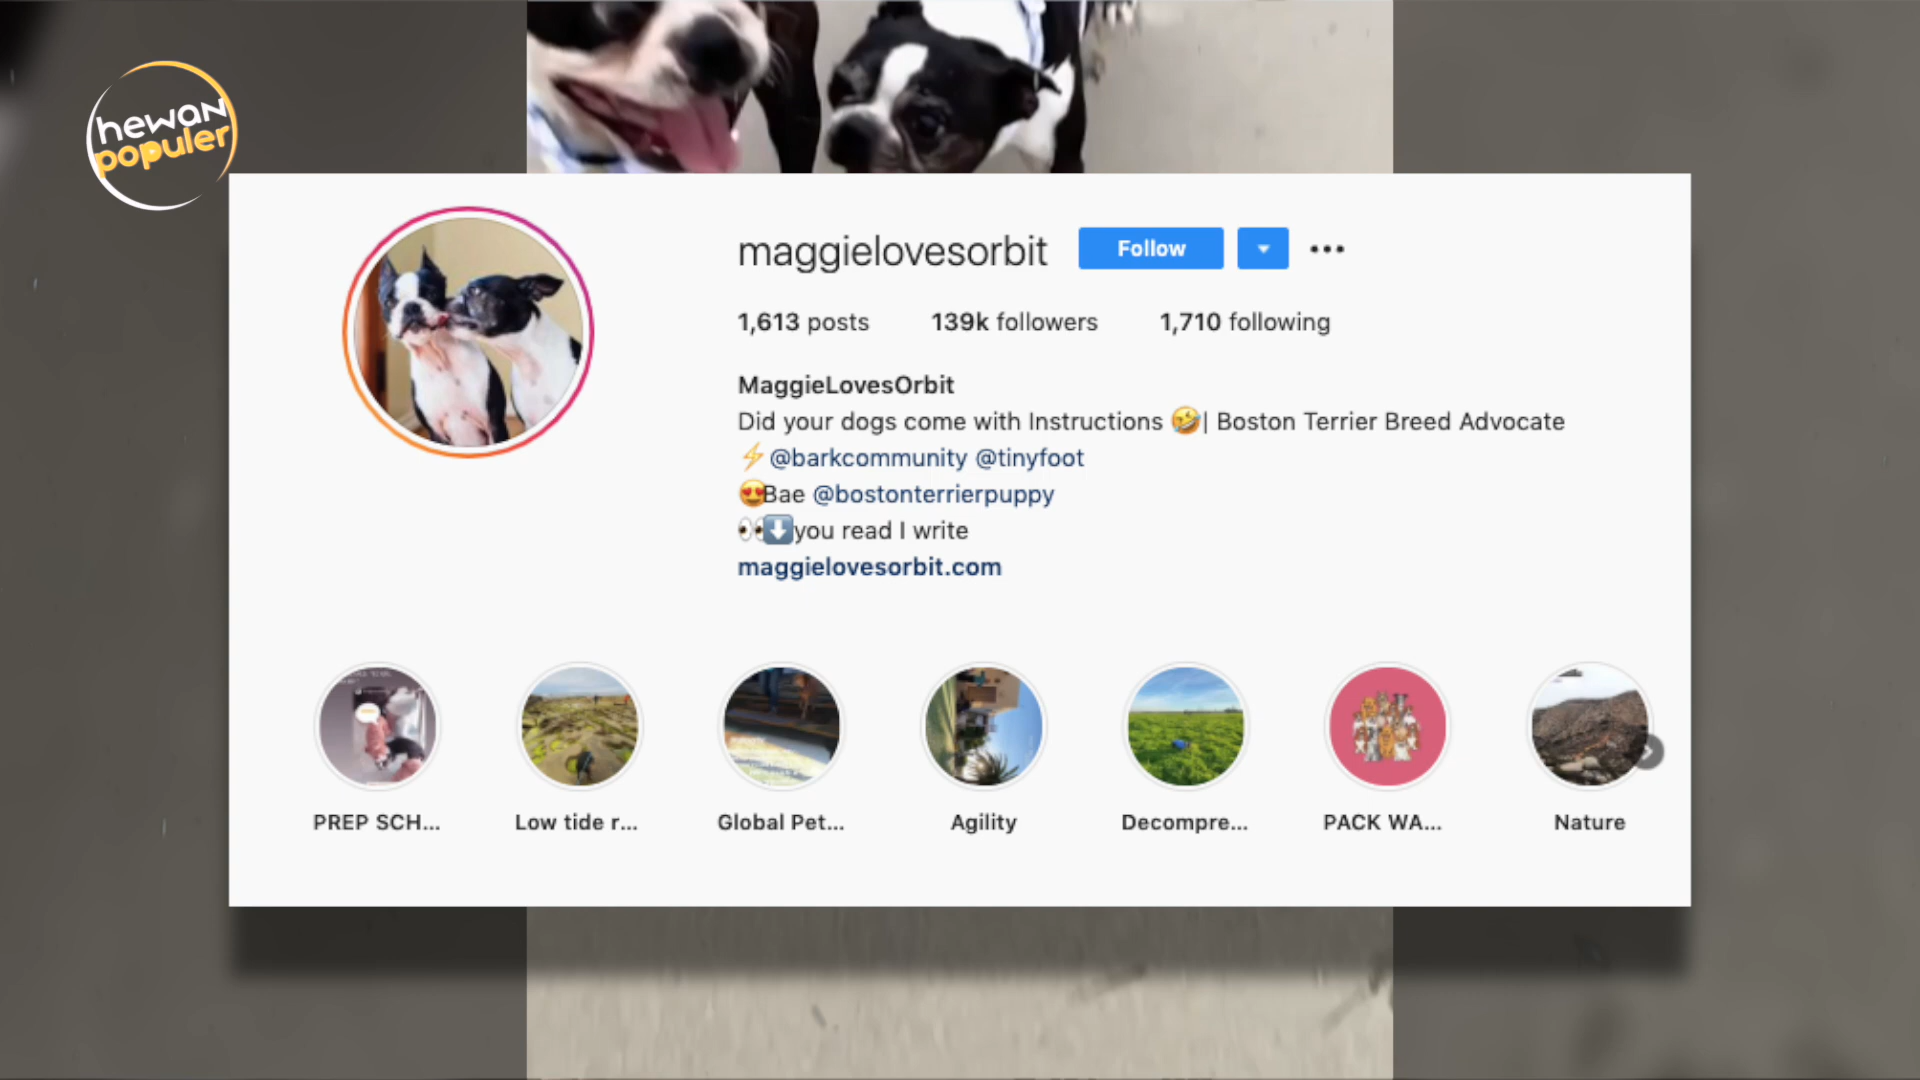 hewan
populer
maggielovesorbit Follow
1,613 posts 139k followers 1,710 following
MaggieLovesOrbit
Did your dogs come with Instructions 🤣| Boston Terrier Breed Advocate
⚡@barkcommunity @tinyfoot
😍Bae @bostonterrierpuppy
👀⬇️you read I write
maggielovesorbit.com
PREP SCH... Low tide r... Global Pet... Agility Decompre... PACK WA... Nature